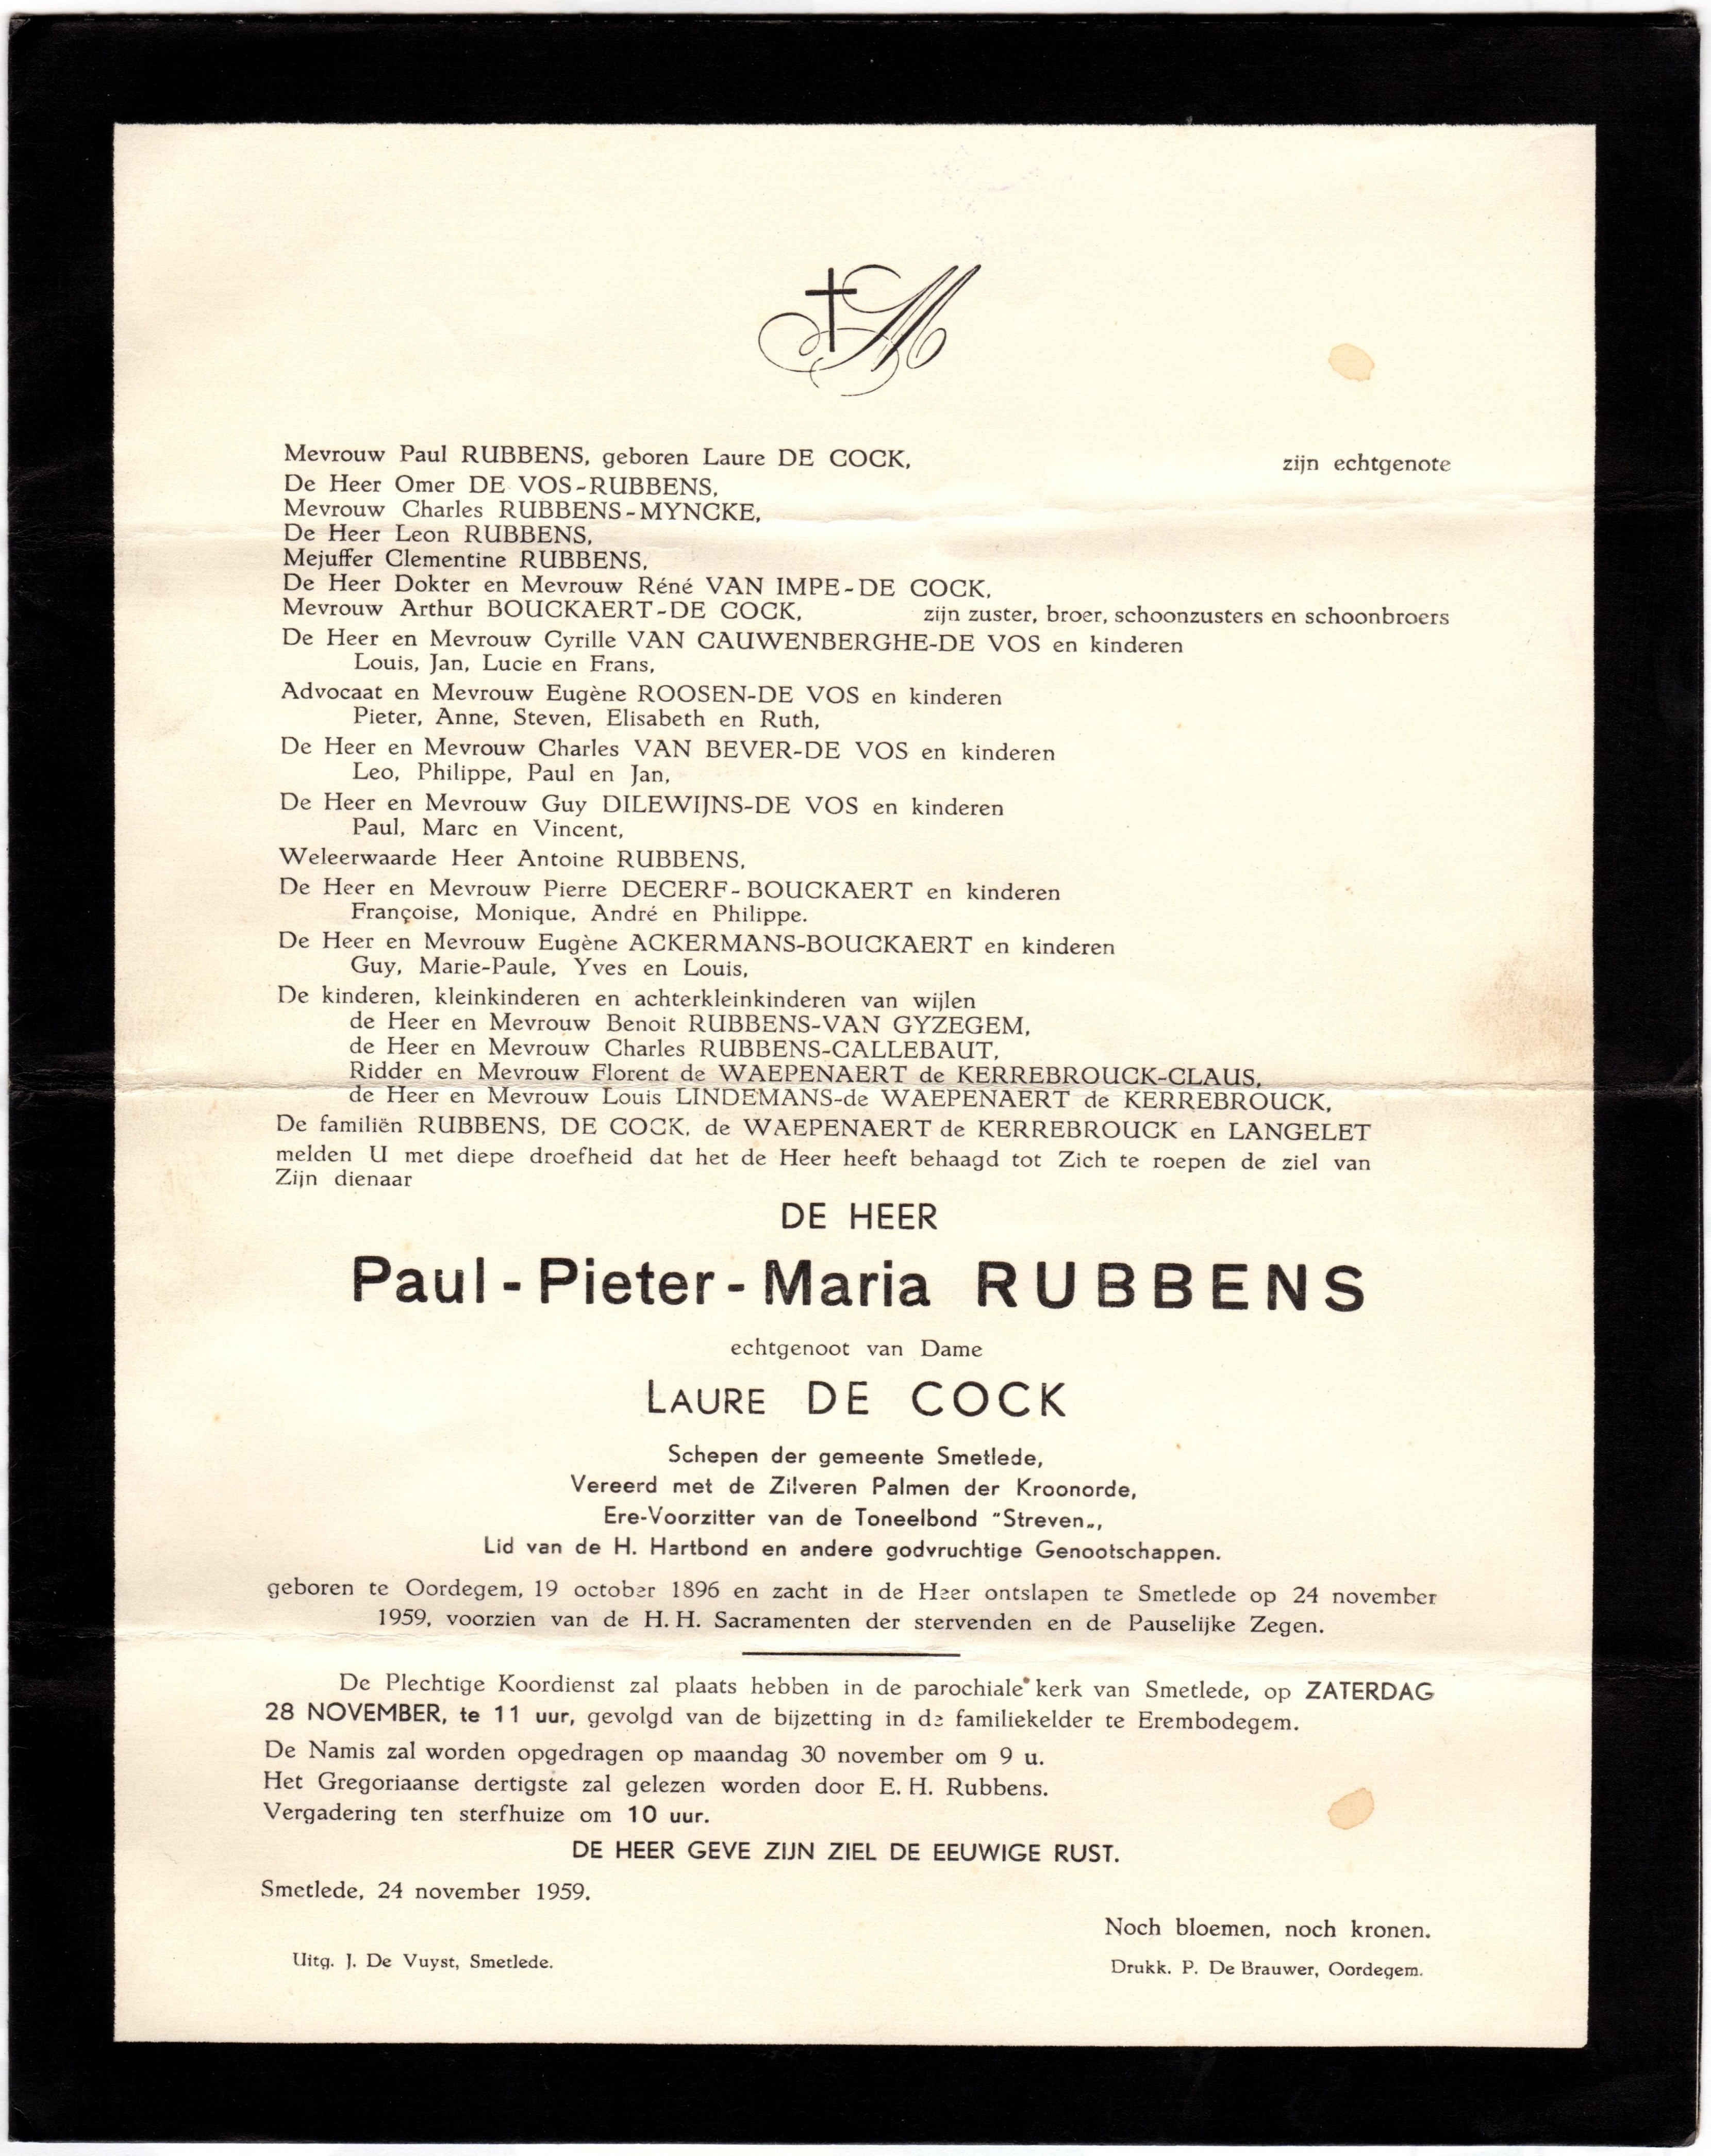 M
Mevrouw Paul RUBBENS, geboren Laure DE COCK, zijn echtgenote
De Heer Omer DE VOS-RUBBENS,
Mevrouw Charles RUBBENS-MYNCKE,
De Heer Leon RUBBENS,
Mejuffer Clementine RUBBENS,
De Heer Dokter en Mevrouw Réné VAN IMPE-DE COCK,
Mevrouw Arthur BOUCKAERT-DE COCK, zijn zuster, broer, schoonzusters en schoonbroers
De Heer en Mevrouw Cyrille VAN CAUWENBERGHE-DE VOS en kinderen
Louis, Jan, Lucie en Frans,
Advocaat en Mevrouw Eugène ROOSEN-DE VOS en kinderen
Pieter, Anne, Steven, Elisabeth en Ruth,
De Heer en Mevrouw Charles VAN BEVER-DE VOS en kinderen
Leo, Philippe, Paul en Jan,
De Heer en Mevrouw Guy DILEWIJNS-DE VOS en kinderen
Paul, Marc en Vincent,
Weleerwaarde Heer Antoine RUBBENS,
De Heer en Mevrouw Pierre DECERF-BOUCKAERT en kinderen
Françoise, Monique, André en Philippe.
De Heer en Mevrouw Eugène ACKERMANS-BOUCKAERT en kinderen
Guy, Marie-Paule, Yves en Louis,
De kinderen, kleinkinderen en achterkleinkinderen van wijlen
de Heer en Mevrouw Benoit RUBBENS-VAN GYZEGEM,
de Heer en Mevrouw Charles RUBBENS-CALLEBAUT,
Ridder en Mevrouw Florent de WAEPENAERT de KERREBROUCK-CLAUS,
de Heer en Mevrouw Louis LINDEMANS-de WAEPENAERT de KERREBROUCK,
De familiën RUBBENS, DE COCK, de WAEPENAERT de KERREBROUCK en LANGELET
melden U met diepe droefheid dat het de Heer heeft behaagd tot Zich te roepen de ziel van
Zijn dienaar
DE HEER
Paul-Pieter-Maria RUBBENS
echtgenoot van Dame
LAURE DE COCK
Schepen der gemeente Smetlede,
Vereerd met de Zilveren Palmen der Kroonorde,
Ere-Voorzitter van de Toneelbond "Streven„,
Lid van de H. Hartbond en andere godvruchtige Genootschappen.
geboren te Oordegem, 19 october 1896 en zacht in de Heer ontslapen te Smetlede op 24 november
1959, voorzien van de H. H. Sacramenten der stervenden en de Pauselijke Zegen.
De Plechtige Koordienst zal plaats hebben in de parochiale kerk van Smetlede, op ZATERDAG
28 NOVEMBER, te 11 uur, gevolgd van de bijzetting in de familiekelder te Erembodegem.
De Namis zal worden opgedragen op maandag 30 november om 9 u.
Het Gregoriaanse dertigste zal gelezen worden door E. H. Rubbens.
Vergadering ten sterfhuize om 10 uur.
DE HEER GEVE ZIJN ZIEL DE EEUWIGE RUST.
Smetlede, 24 november 1959.
Noch bloemen, noch kronen.
Uitg. J. De Vuyst, Smetlede.
Drukk. P. De Brauwer, Oordegem.